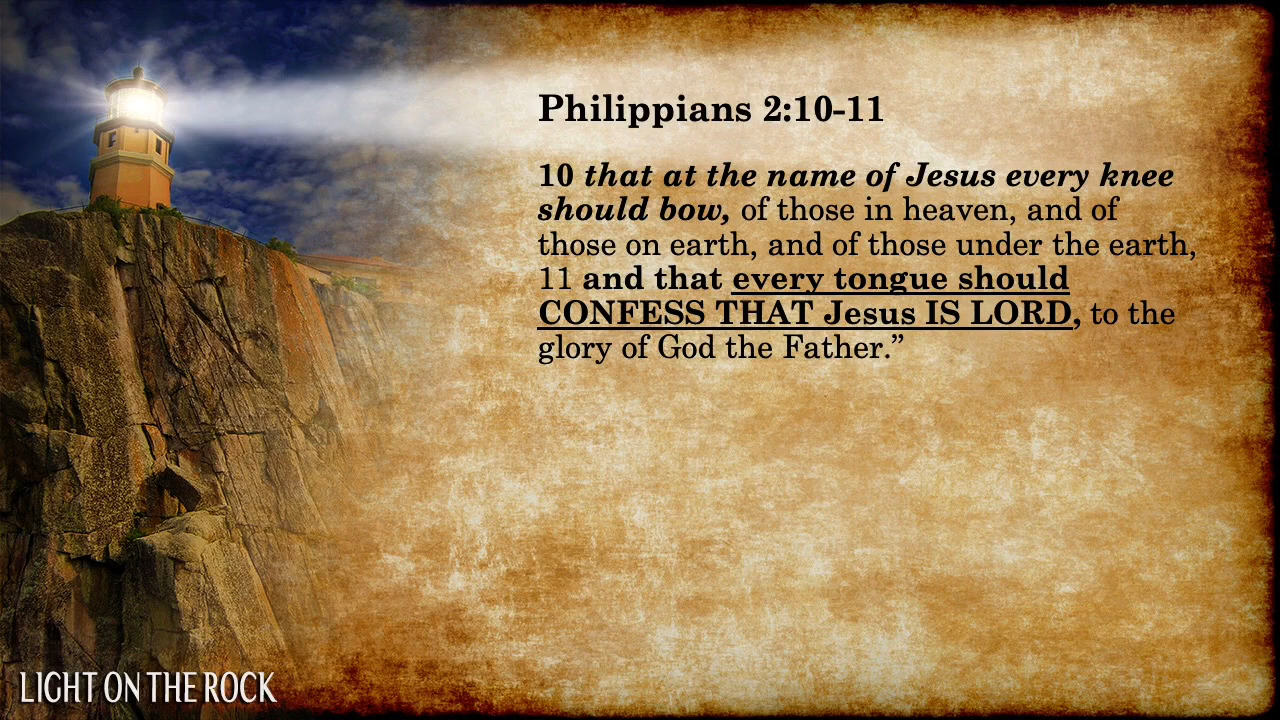 Philippians 2:10-11
10 that at the name of Jesus every knee
should bow, of those in heaven, and of
those on earth, and of those under the earth,
11 and that every tongue should
CONFESS THAT Jesus IS LORD, to the
glory of God the Father.”
LIGHT ON THE ROCK